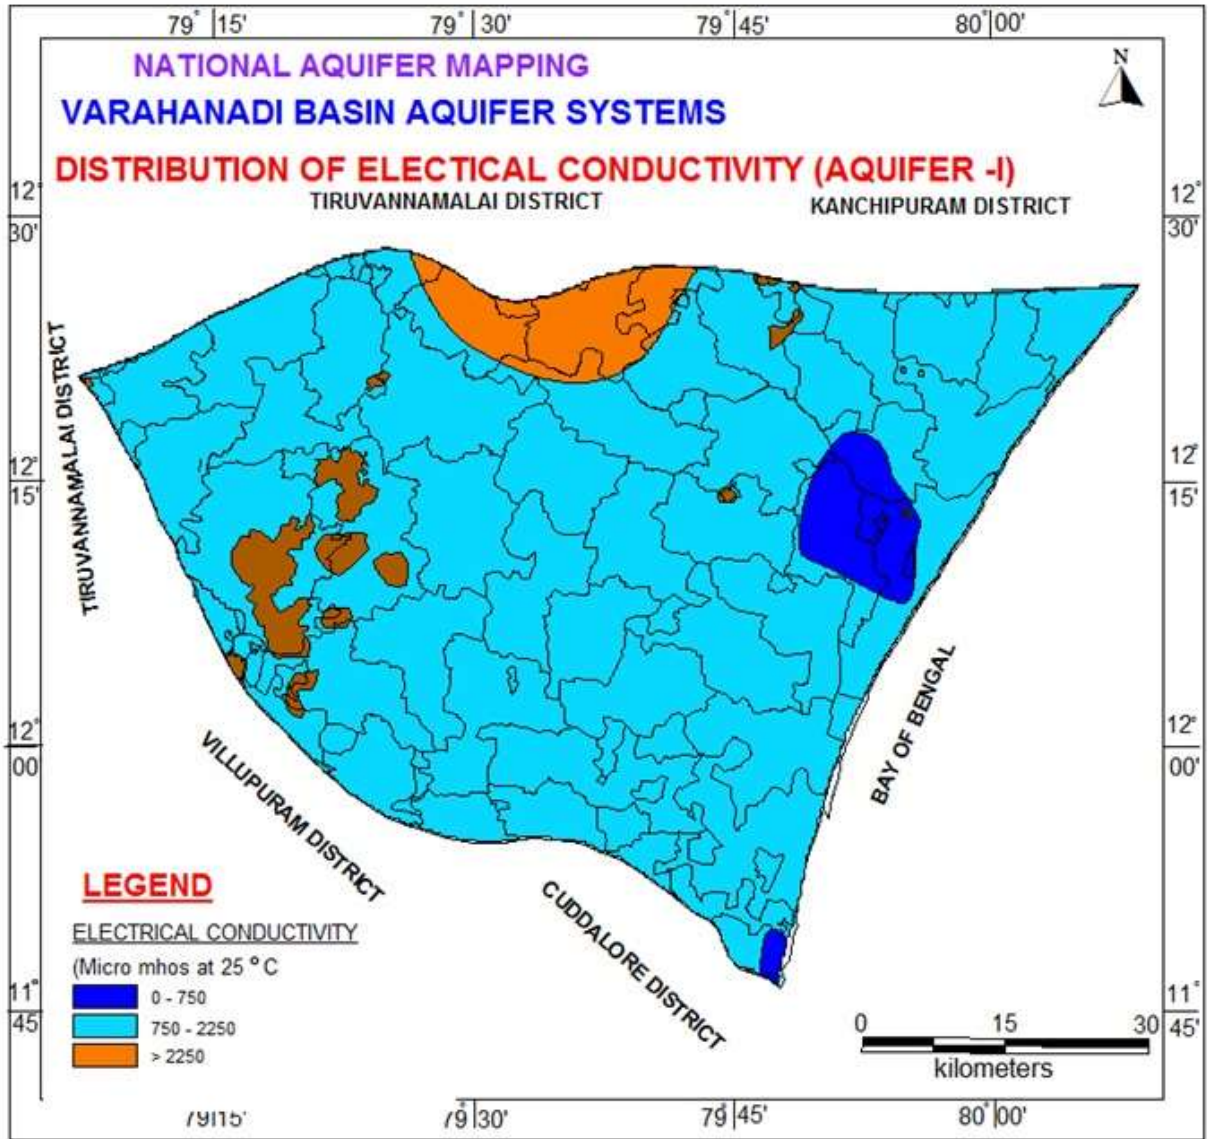 79° 15'
79° 30'
79° 45'
80° 00'
N
NATIONAL AQUIFER MAPPING
VARAHANADI BASIN AQUIFER SYSTEMS
DISTRIBUTION OF ELECTICAL CONDUCTIVITY (AQUIFER -I)
TIRUVANNAMALAI DISTRICT
KANCHIPURAM DISTRICT
12°
30'
12°
30'
TIRUVANNAMALAI DISTRICT
12°
15'
12°
15'
12°
00
12°
00'
BAY OF BENGAL
VILLUPURAM DISTRICT
CUDDALORE DISTRICT
LEGEND
ELECTRICAL CONDUCTIVITY
(Micro mhos at 25 °C
0 - 750
750 - 2250
> 2250
11°
45'
11°
45'
0 15 30
kilometers
79 15'
79° 30'
79° 45'
80° 00'